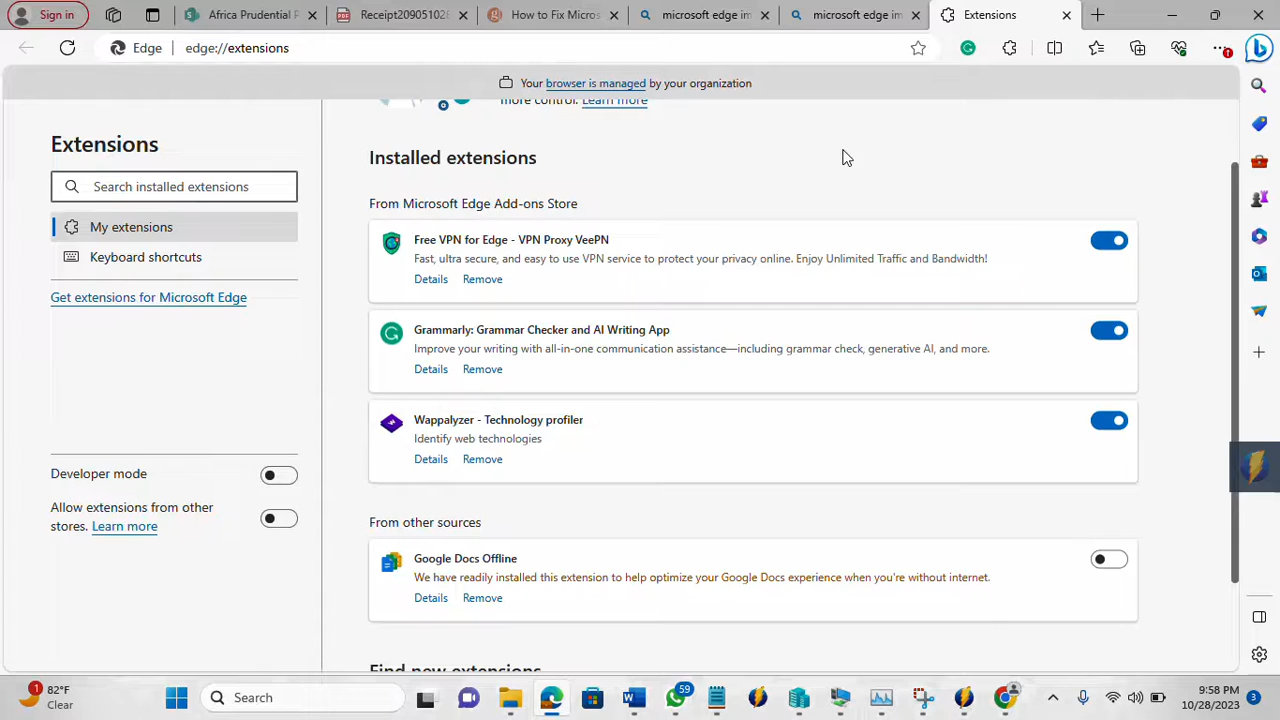 Sign in
Africa Prudential P
Receipt209051028
How to Fix Micros
microsoft edge im
microsoft edge im
Extensions
Edge
edge://extensions
Your browser is managed by your organization
more control. Learn more
Extensions
Search installed extensions
My extensions
Keyboard shortcuts
Get extensions for Microsoft Edge
Developer mode
Allow extensions from other
stores. Learn more
Installed extensions
From Microsoft Edge Add-ons Store
Free VPN for Edge - VPN Proxy VeePN
Fast, ultra secure, and easy to use VPN service to protect your privacy online. Enjoy Unlimited Traffic and Bandwidth!
Details Remove
Grammarly: Grammar Checker and AI Writing App
Improve your writing with all-in-one communication assistance—including grammar check, generative AI, and more.
Details Remove
Wappalyzer - Technology profiler
Identify web technologies
Details Remove
From other sources
Google Docs Offline
We have readily installed this extension to help optimize your Google Docs experience when you're without internet.
Details Remove
Find new extensions
1
82°F
Clear
Search
59
9:58 PM
10/28/2023
3